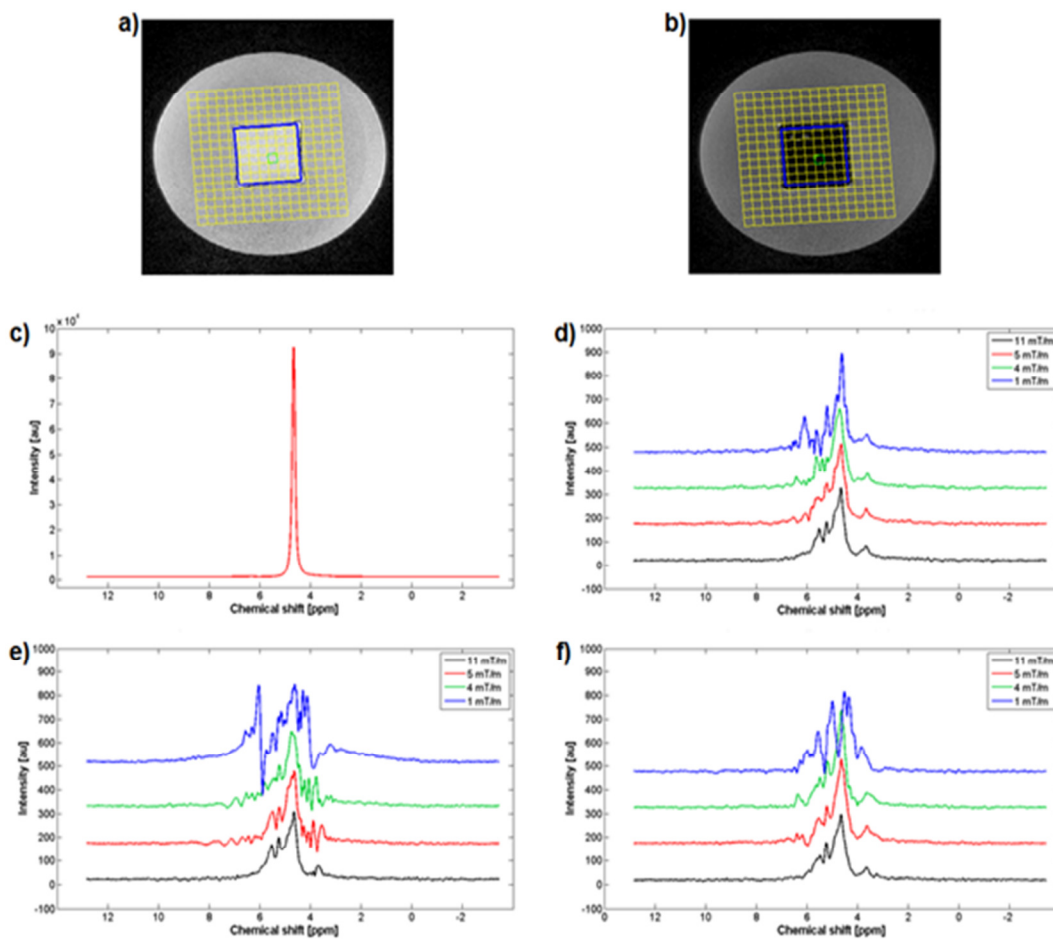 a)
b)
c)
x 10⁴
10
9
8
7
6
5
4
3
2
1
0
Intensity [au]
12 10 8 6 4 2 0 -2
Chemical shift [ppm]
d)
1000
900
800
700
600
500
400
300
200
100
0
-100
Intensity [au]
12 10 8 6 4 2 0 -2
Chemical shift [ppm]
11 mT/m
5 mT/m
4 mT/m
1 mT/m
e)
1000
900
800
700
600
500
400
300
200
100
0
-100
Intensity [au]
12 10 8 6 4 2 0 -2
Chemical shift [ppm]
11 mT/m
5 mT/m
4 mT/m
1 mT/m
f)
1000
900
800
700
600
500
400
300
200
100
0
-100
Intensity [au]
12 10 8 6 4 2 0 -2
Chemical shift [ppm]
11 mT/m
5 mT/m
4 mT/m
1 mT/m